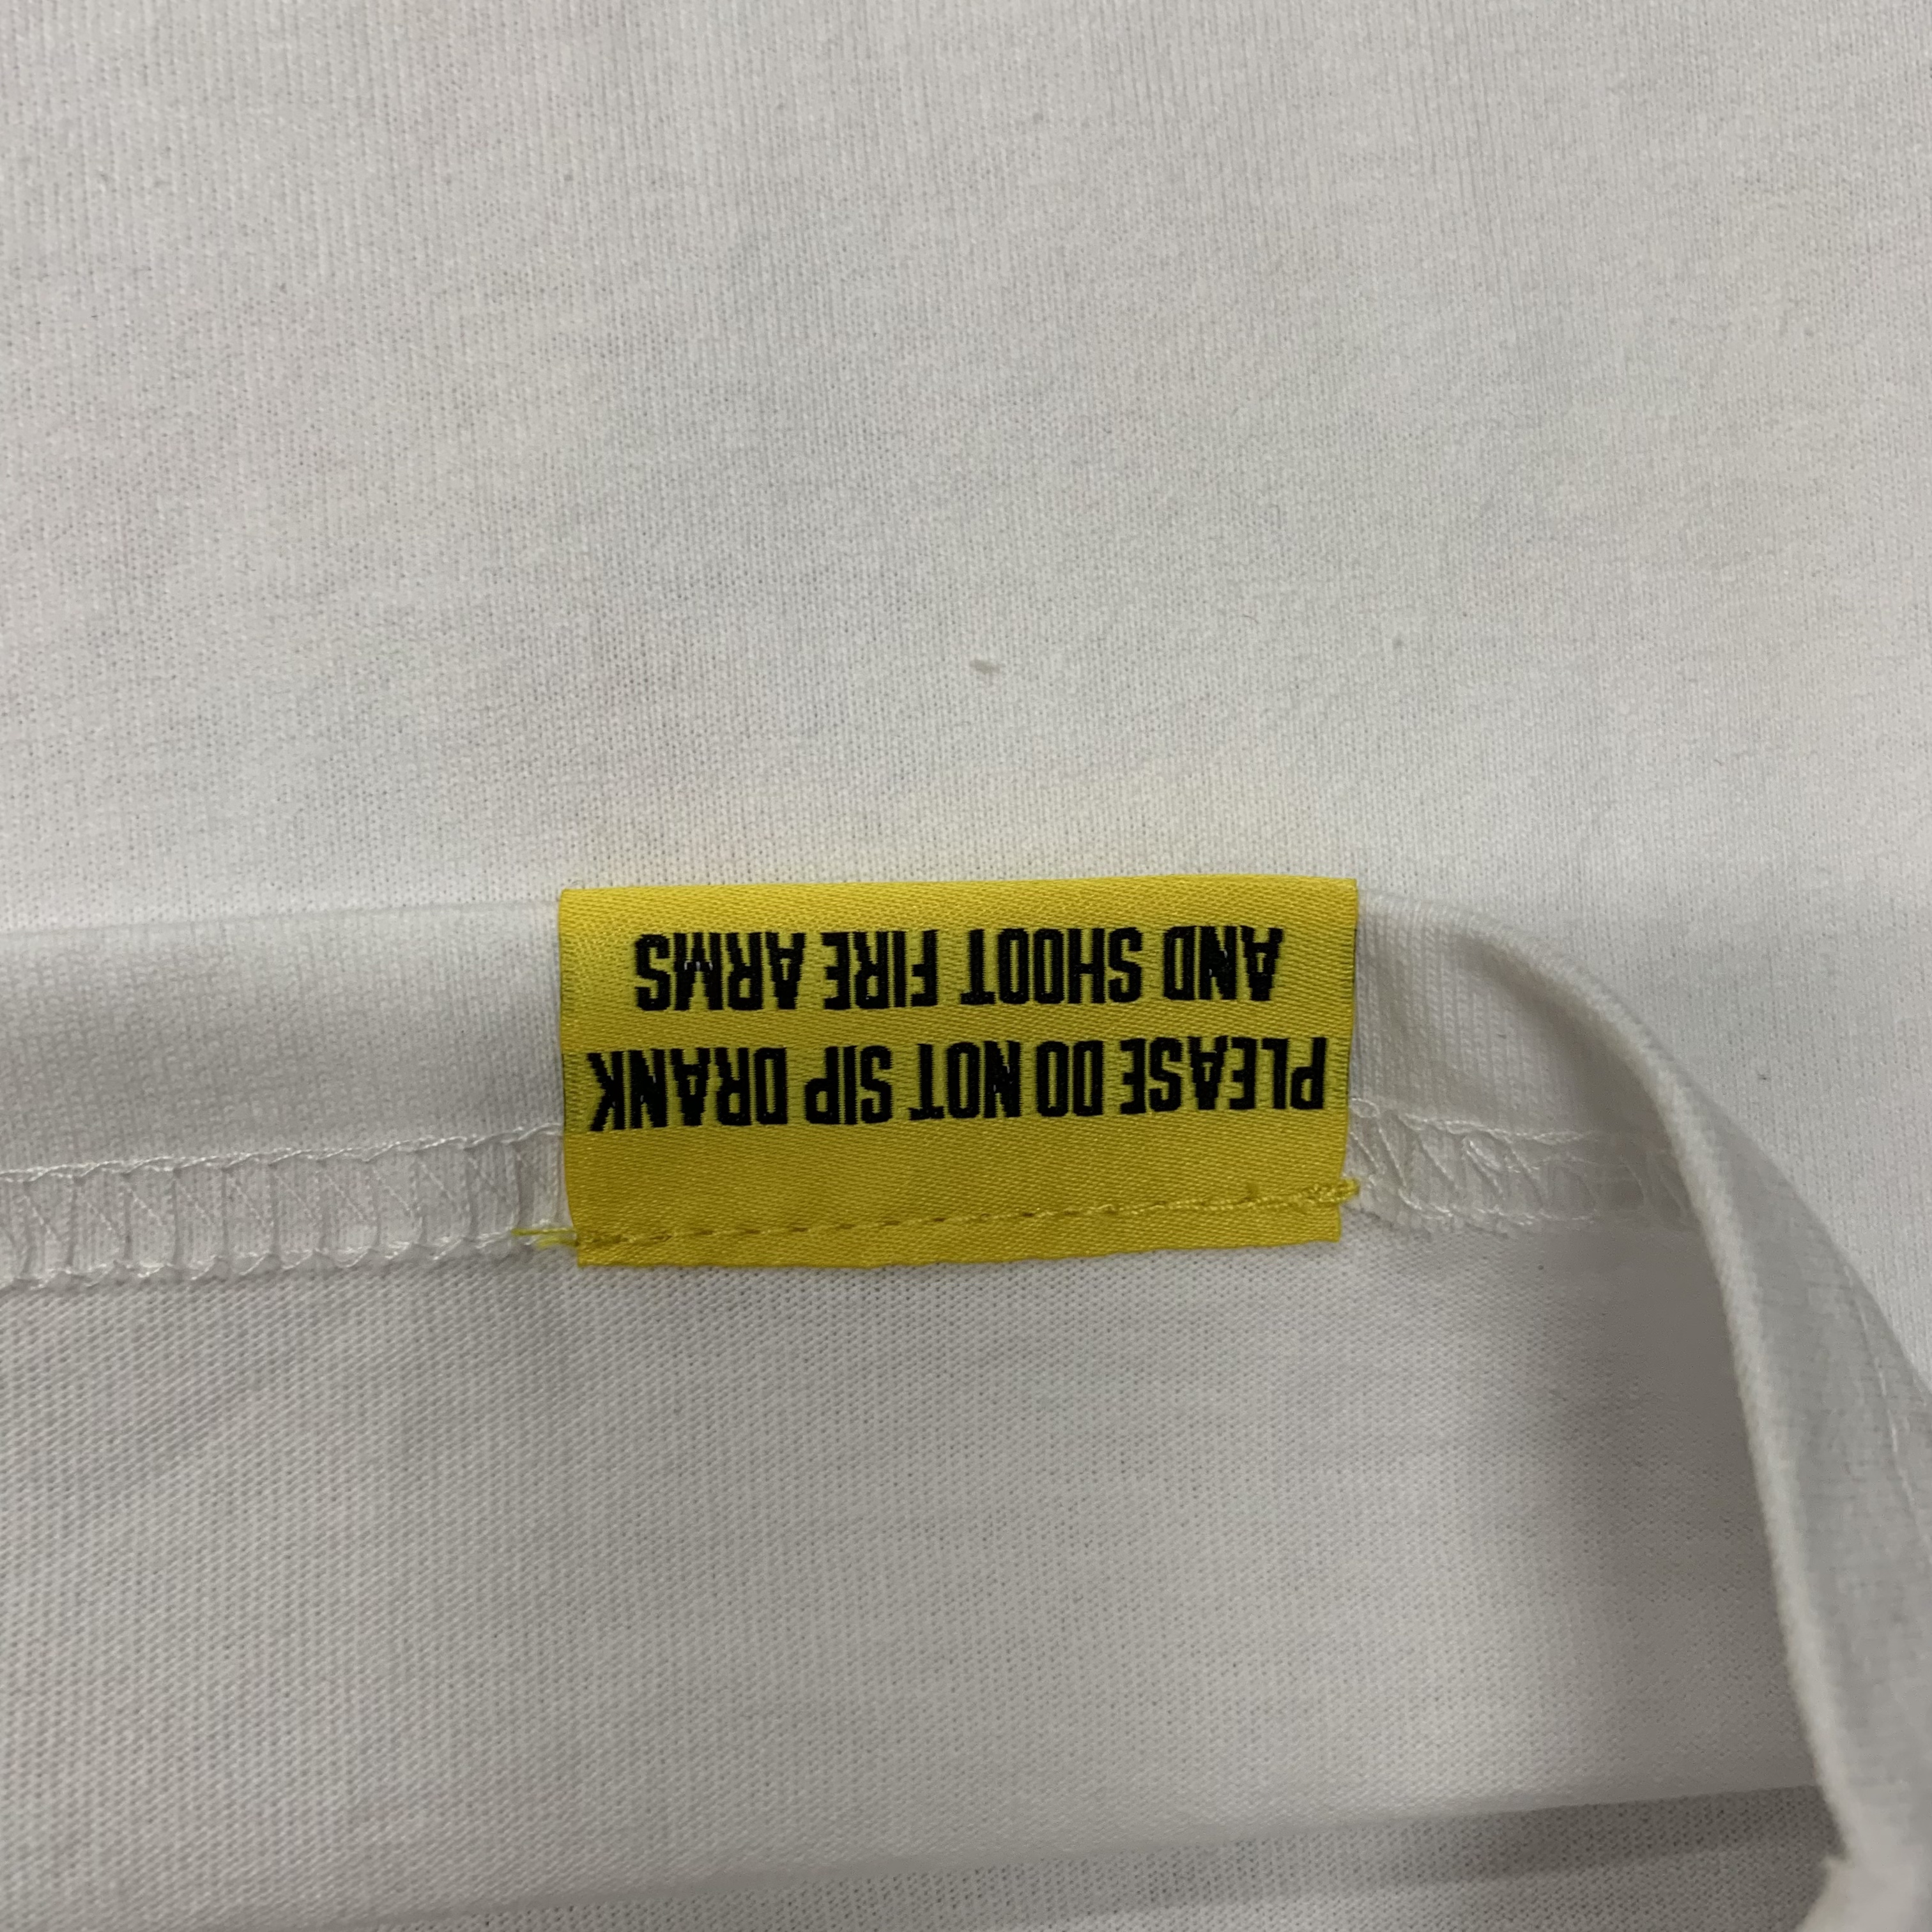 PLEASE DO NOT SIP DRANK
AND SHOOT FIRE ARMS